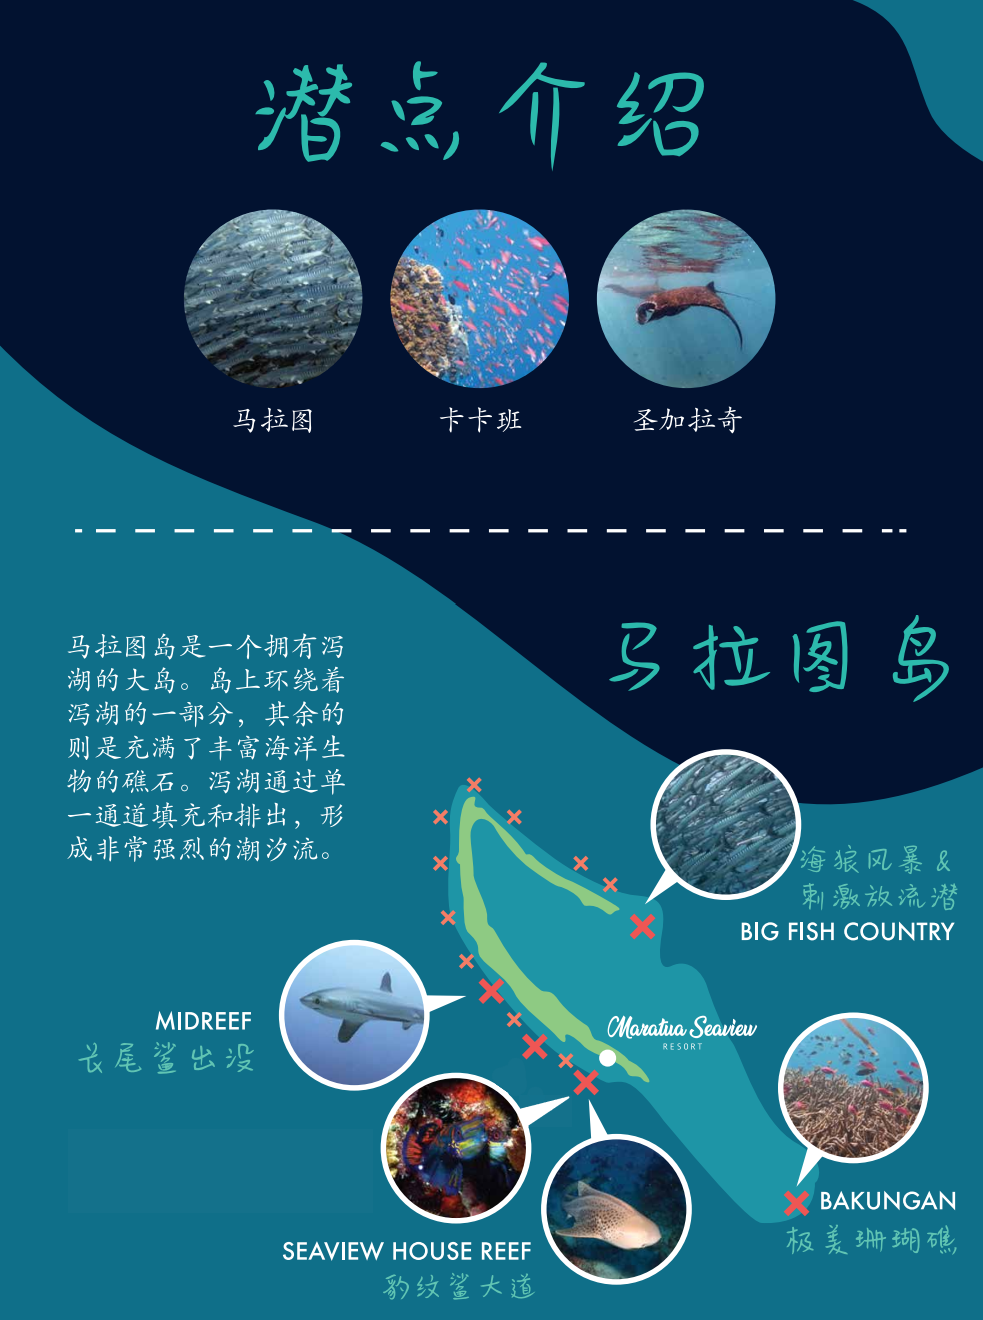 潜点介绍
马拉图
卡卡班
圣加拉奇
马拉图岛
马拉图岛是一个拥有泻
湖的大岛。岛上环绕着
泻湖的一部分，其余的
则是充满了丰富海洋生
物的礁石。泻湖通过单
一通道填充和排出，形
成非常强烈的潮汐流。
海狼风暴&
刺激放流潜
BIG FISH COUNTRY
MIDREEF
长尾鲨出没
Maratua Seaview
RESORT
BAKUNGAN
极美珊瑚礁
SEAVIEW HOUSE REEF
豹纹鲨大道